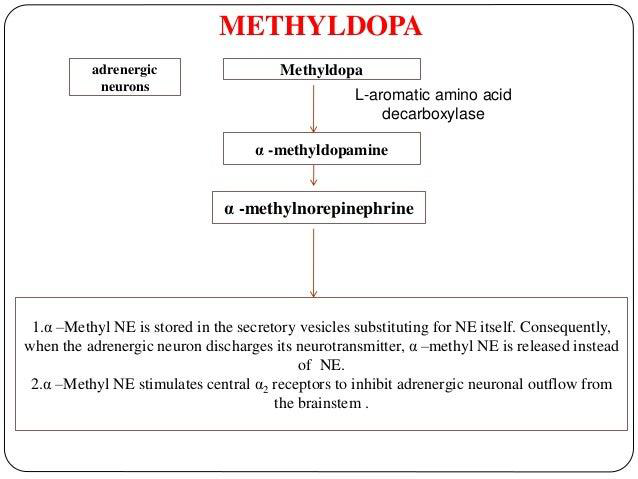 METHYLDOPA
adrenergic
neurons
Methyldopa
L-aromatic amino acid
decarboxylase
α -methyldopamine
α -methylnorepinephrine
1.α –Methyl NE is stored in the secretory vesicles substituting for NE itself. Consequently,
when the adrenergic neuron discharges its neurotransmitter, α –methyl NE is released instead
of NE.
2.α –Methyl NE stimulates central α₂ receptors to inhibit adrenergic neuronal outflow from
the brainstem .